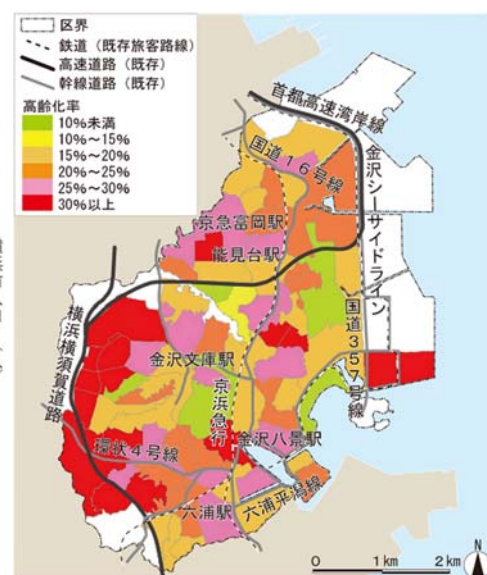 区界
鉄道（既存旅客路線）
高速道路（既存）
幹線道路（既存）
高齢化率
10%未満
10%～15%
15%～20%
20%～25%
25%～30%
30%以上
首都高速湾岸線
国道16号線
金沢シーサイドライン
京急富岡駅
能見台駅
横浜横須賀道路
国道357号線
金沢文庫駅
京浜急行
金沢八景駅
環状4号線
六浦駅
六浦平潟線
0 1km 2km
N